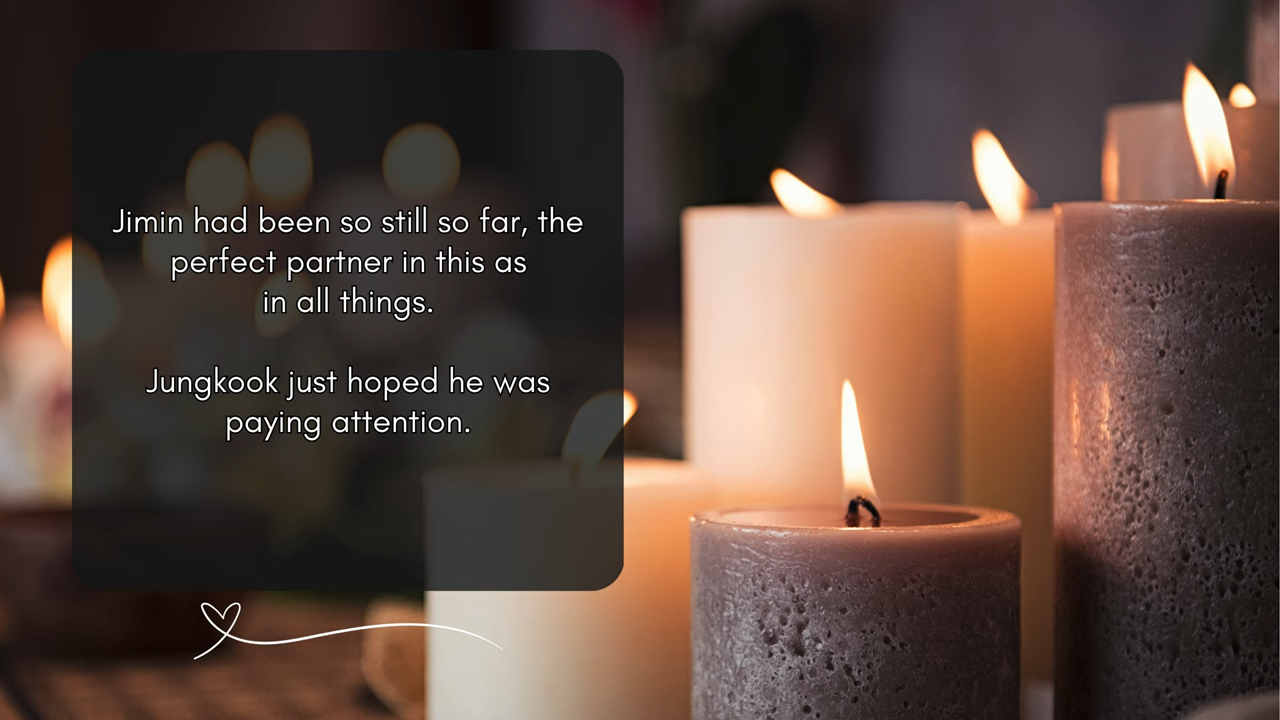 Jimin had been so still so far, the
perfect partner in this as
in all things.
Jungkook just hoped he was
paying attention.